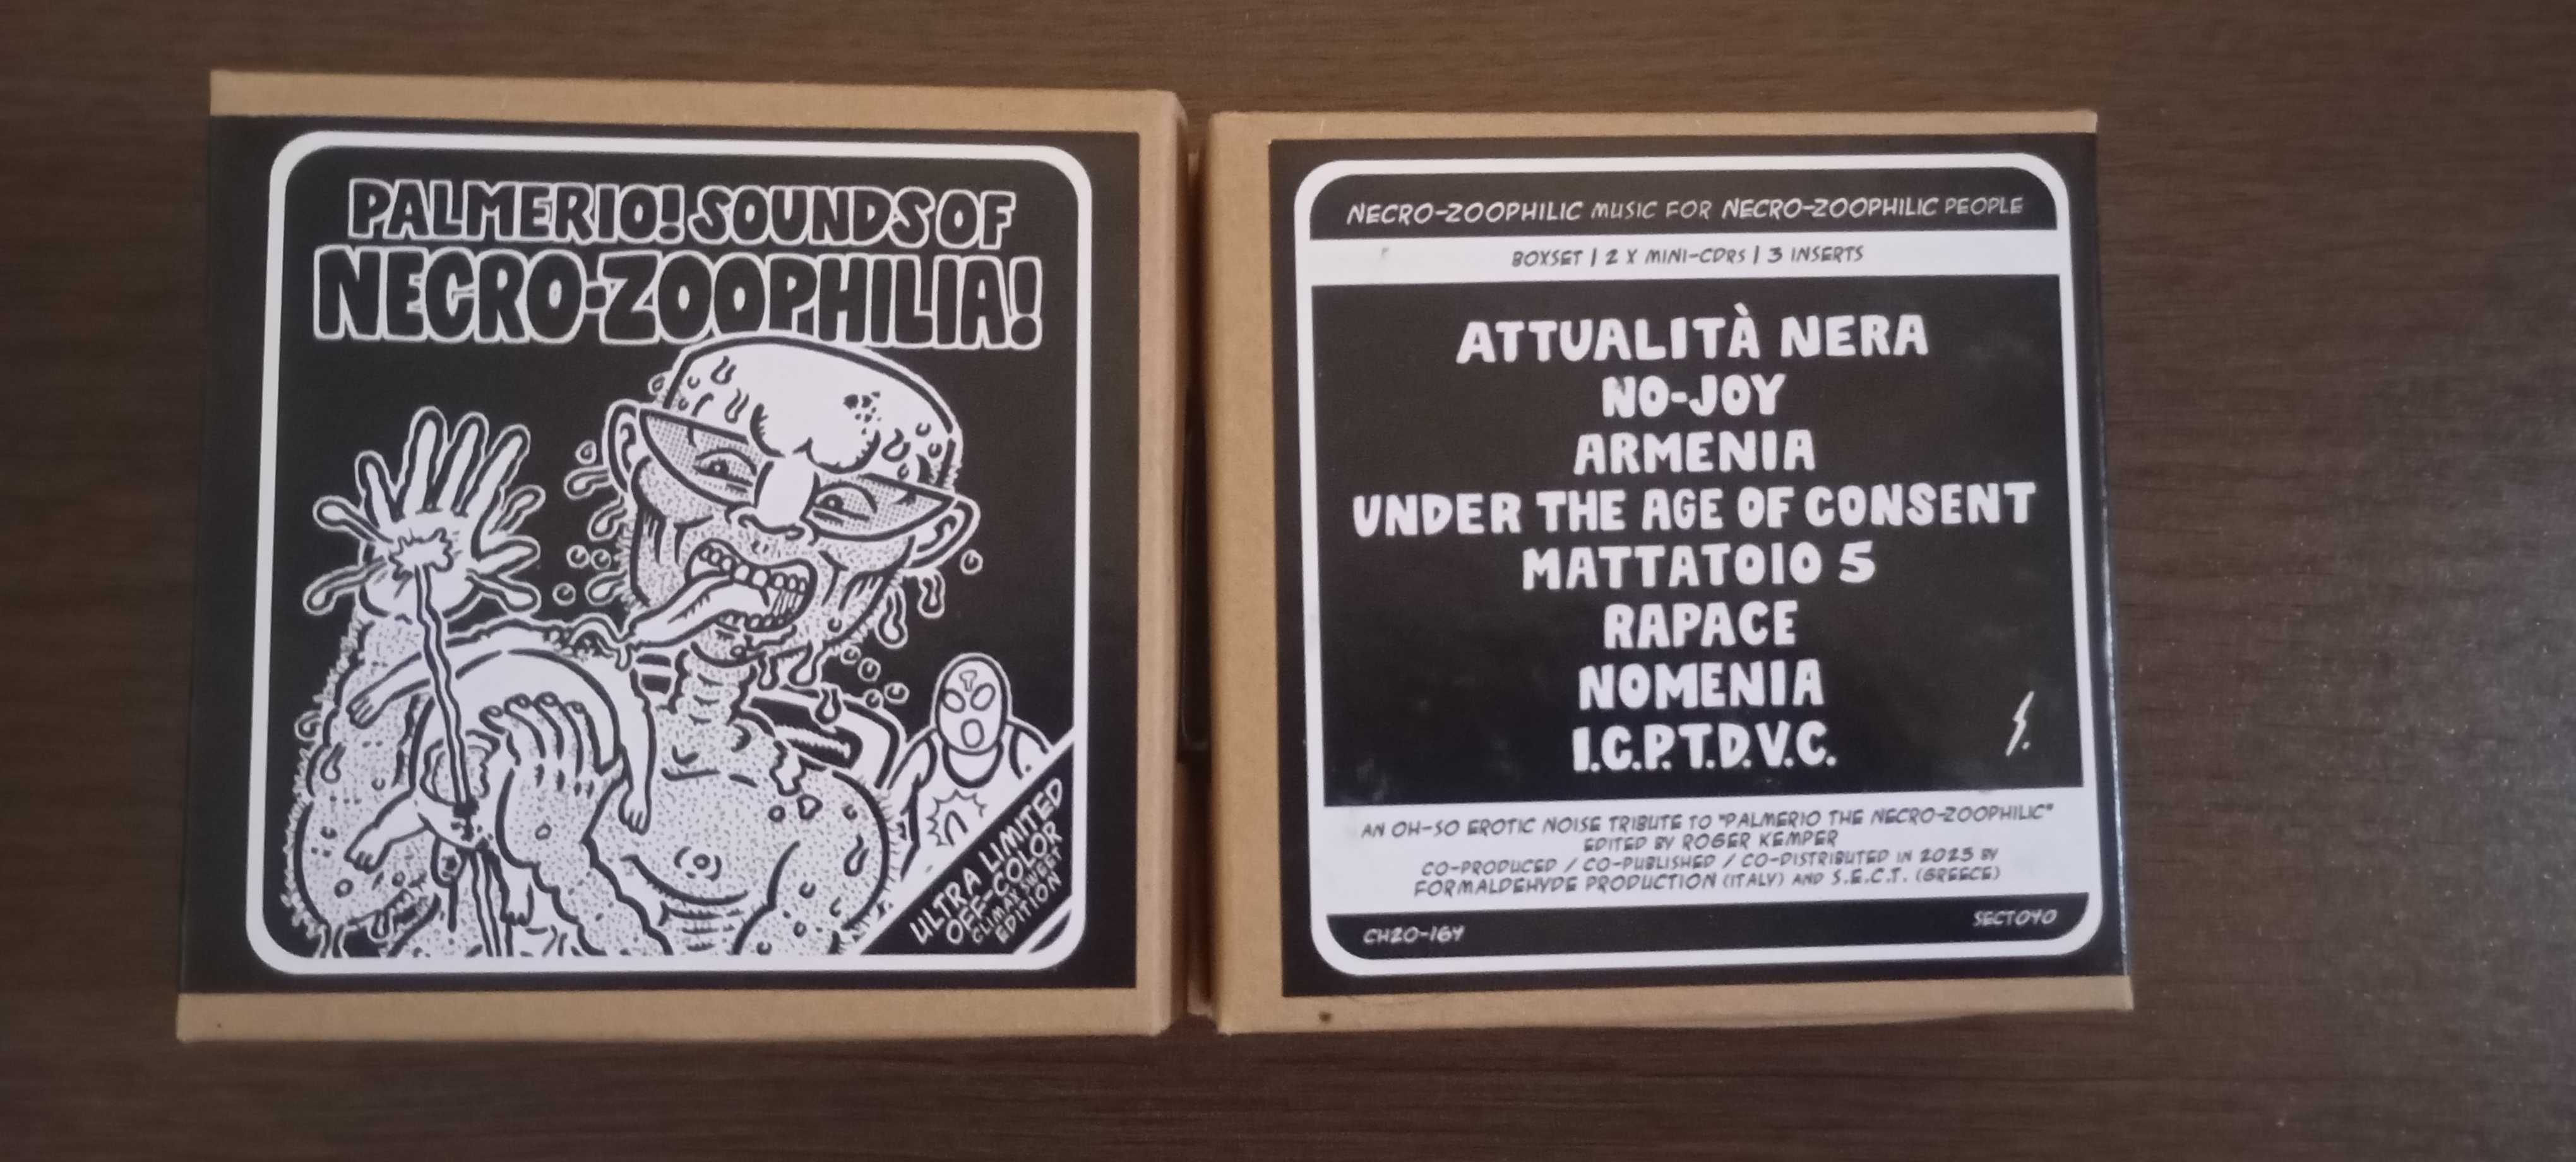 PALMERIO! SOUNDS OF
NECRO-ZOOPHILIA!
ULTRA LIMITED
OFF-COLOR
CLIMAX SWEETY
EDITION
NECRO-ZOOPHILIC MUSIC FOR NECRO-ZOOPHILIC PEOPLE
BOXSET | 2 X MINI-CDRS | 3 INSERTS
ATTUALITÀ NERA
NO-JOY
ARMENIA
UNDER THE AGE OF CONSENT
MATTATOIO 5
RAPACE
NOMENIA
I.C.P.T.D.V.C.
AN OH-SO EROTIC NOISE TRIBUTE TO "PALMERIO THE NECRO-ZOOPHILIC"
EDITED BY ROGER KEMPER
CO-PRODUCED / CO-PUBLISHED / CO-DISTRIBUTED IN 2023 BY
FORMALDEHYDE PRODUCTION (ITALY) AND S.E.C.T. (GREECE)
CH20-164
SECT040